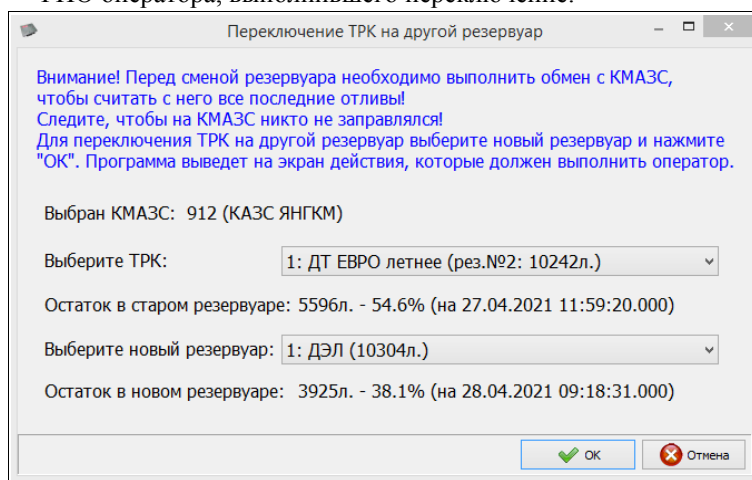 ФИО оператора, выполнившего переключение.
Переключение ТРК на другой резервуар
Внимание! Перед сменой резервуара необходимо выполнить обмен с КМАЗС,
чтобы считать с него все последние отливы!
Следите, чтобы на КМАЗС никто не заправлялся!
Для переключения ТРК на другой резервуар выберите новый резервуар и нажмите
"ОК". Программа выведет на экран действия, которые должен выполнить оператор.
Выбран КМАЗС: 912 (КАЗС ЯНГКМ)
Выберите ТРК: 1: ДТ ЕВРО летнее (рез.№2: 10242л.)
Остаток в старом резервуаре: 5596л. - 54.6% (на 27.04.2021 11:59:20.000)
Выберите новый резервуар: 1: ДЭЛ (10304л.)
Остаток в новом резервуаре: 3925л. - 38.1% (на 28.04.2021 09:18:31.000)
ОК Отмена